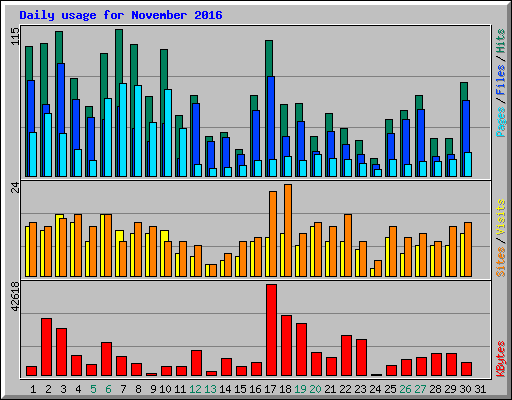 Daily usage for November 2016
115
Pages / Files / Hits
24
Sites / Visits
42618
KBytes
1 2 3 4 5 6 7 8 9 10 11 12 13 14 15 16 17 18 19 20 21 22 23 24 25 26 27 28 29 30 31